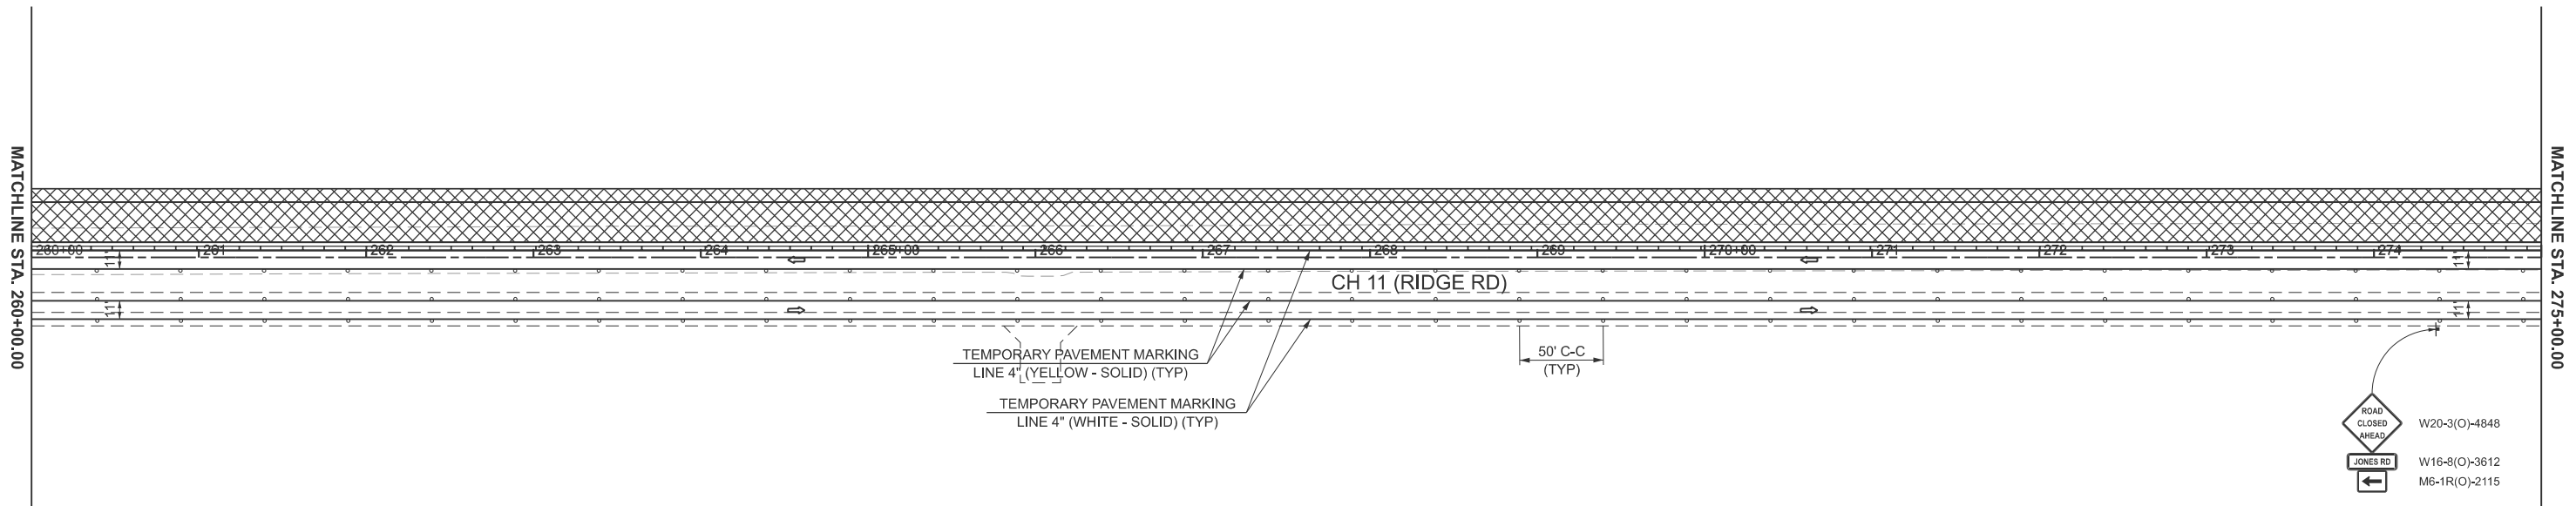 MATCHLINE STA. 260+00.00
260+00
261
262
263
264
265+00
266
267
268
269
270+00
271
272
273
274
11'
11'
11'
11'
CH 11 (RIDGE RD)
TEMPORARY PAVEMENT MARKING
LINE 4" (YELLOW - SOLID) (TYP)
TEMPORARY PAVEMENT MARKING
LINE 4" (WHITE - SOLID) (TYP)
50' C-C
(TYP)
ROAD
CLOSED
AHEAD
W20-3(O)-4848
JONES RD
W16-8(O)-3612
M6-1R(O)-2115
MATCHLINE STA. 275+00.00